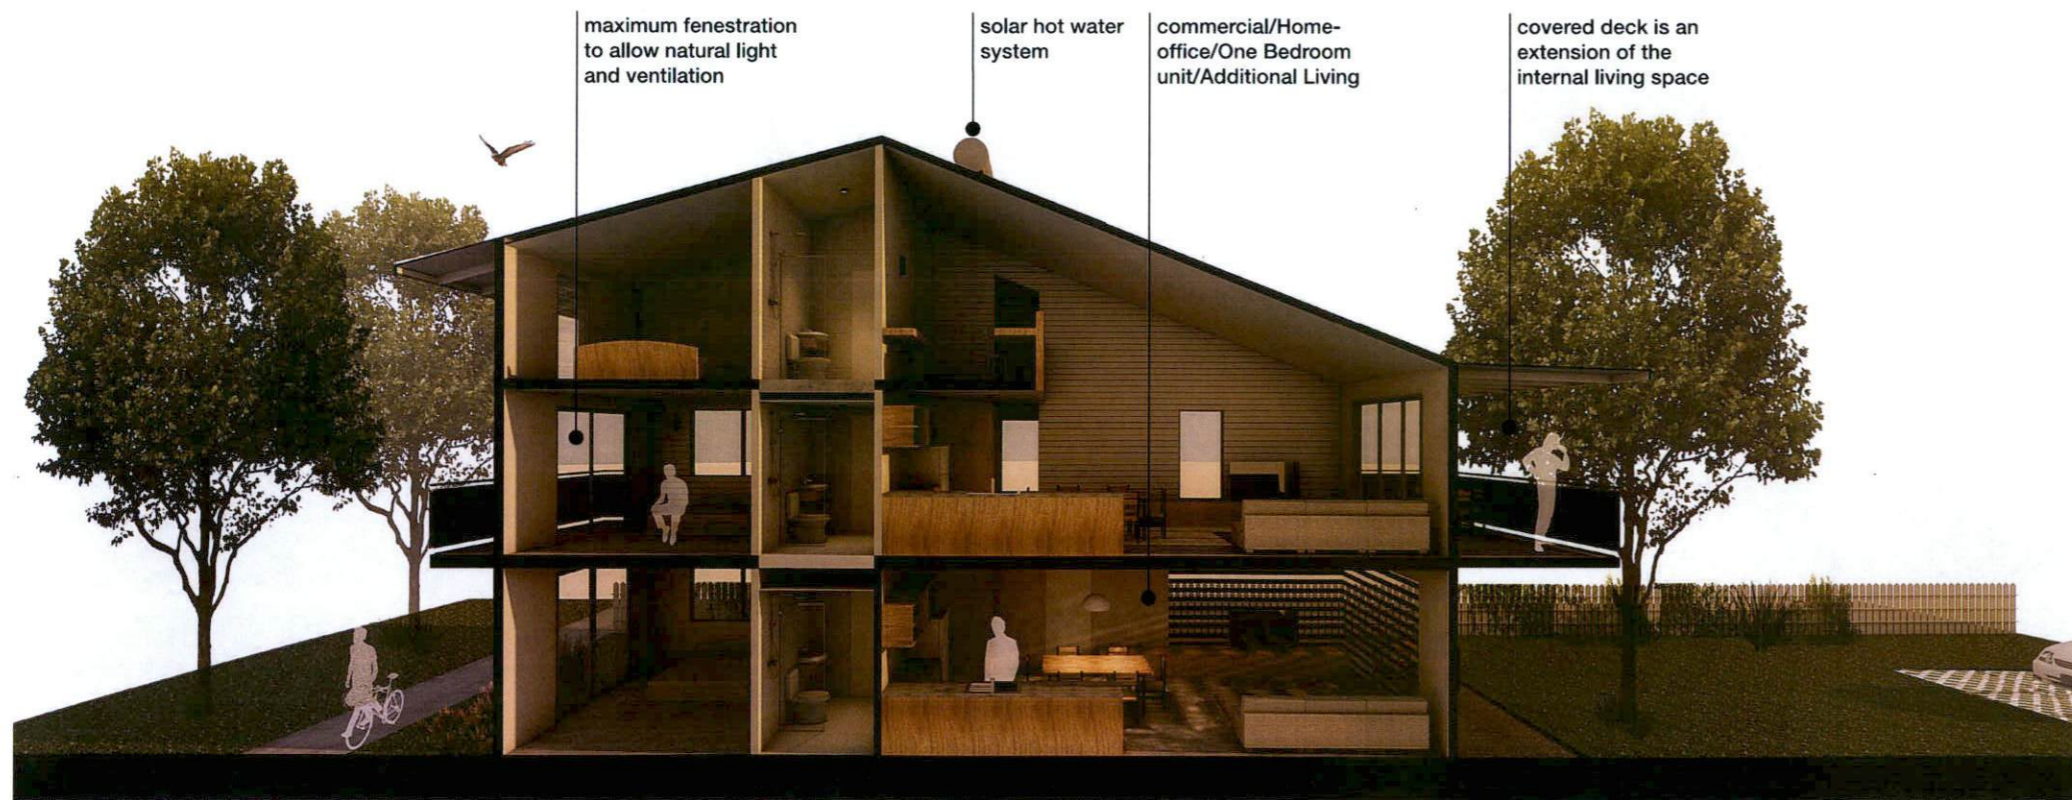 maximum fenestration
to allow natural light
and ventilation
solar hot water
system
commercial/Home-
office/One Bedroom
unit/Additional Living
covered deck is an
extension of the
internal living space